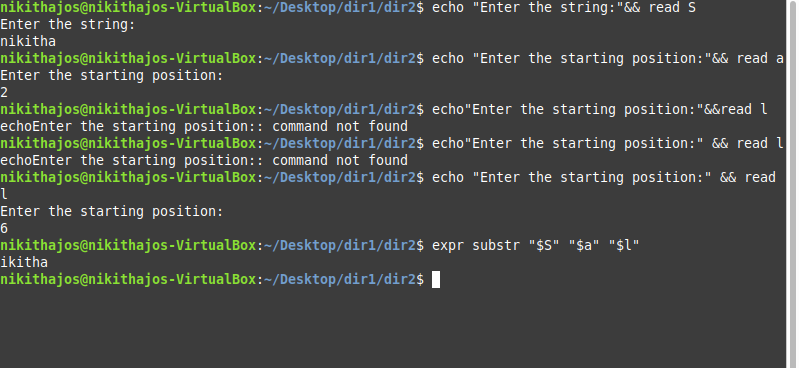 nikithajos@nikithajos-VirtualBox:~/Desktop/dir1/dir2$ echo "Enter the string:"&& read S
Enter the string:
nikitha
nikithajos@nikithajos-VirtualBox:~/Desktop/dir1/dir2$ echo "Enter the starting position:"&& read a
Enter the starting position:
2
nikithajos@nikithajos-VirtualBox:~/Desktop/dir1/dir2$ echo"Enter the starting position:"&&read l
echoEnter the starting position:: command not found
nikithajos@nikithajos-VirtualBox:~/Desktop/dir1/dir2$ echo"Enter the starting position:" && read l
echoEnter the starting position:: command not found
nikithajos@nikithajos-VirtualBox:~/Desktop/dir1/dir2$ echo "Enter the starting position:" && read
l
Enter the starting position:
6
nikithajos@nikithajos-VirtualBox:~/Desktop/dir1/dir2$ expr substr "$S" "$a" "$l"
ikitha
nikithajos@nikithajos-VirtualBox:~/Desktop/dir1/dir2$